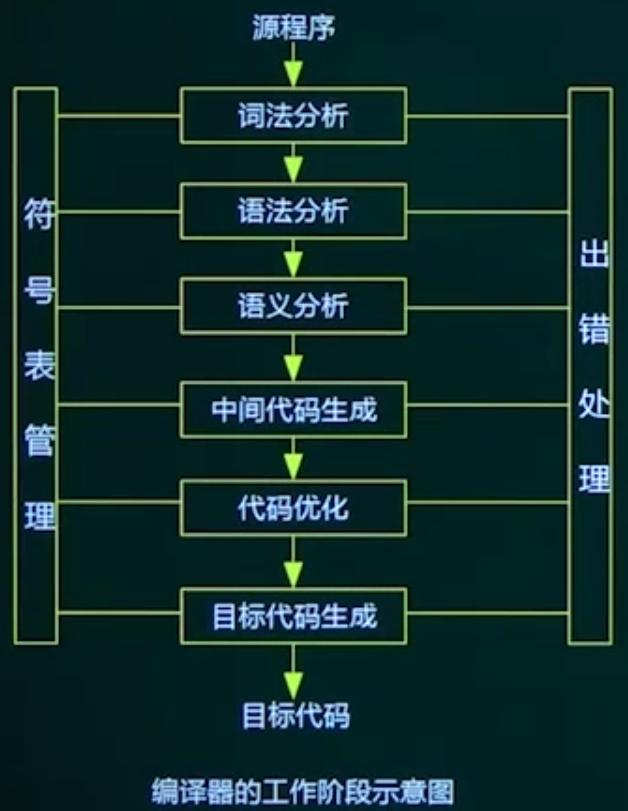 源程序
词法分析
语法分析
语义分析
中间代码生成
代码优化
目标代码生成
目标代码
符号表管理
出错处理
编译器的工作阶段示意图